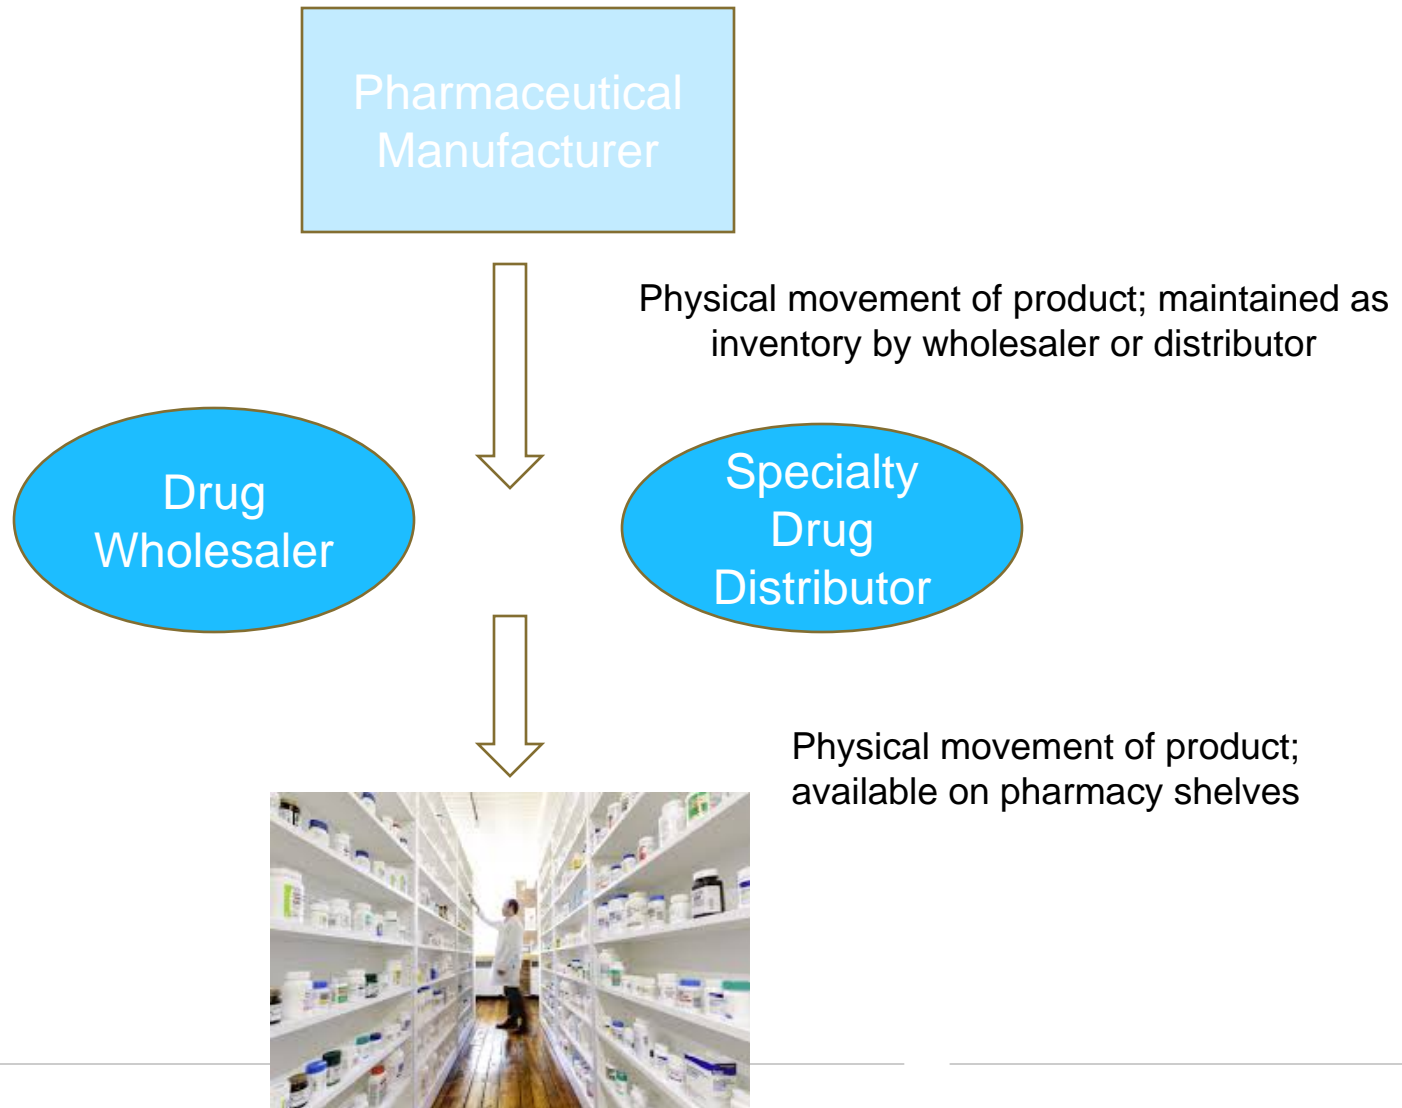 Pharmaceutical
Manufacturer
Physical movement of product; maintained as
inventory by wholesaler or distributor
Drug
Wholesaler
Specialty
Drug
Distributor
Physical movement of product;
available on pharmacy shelves